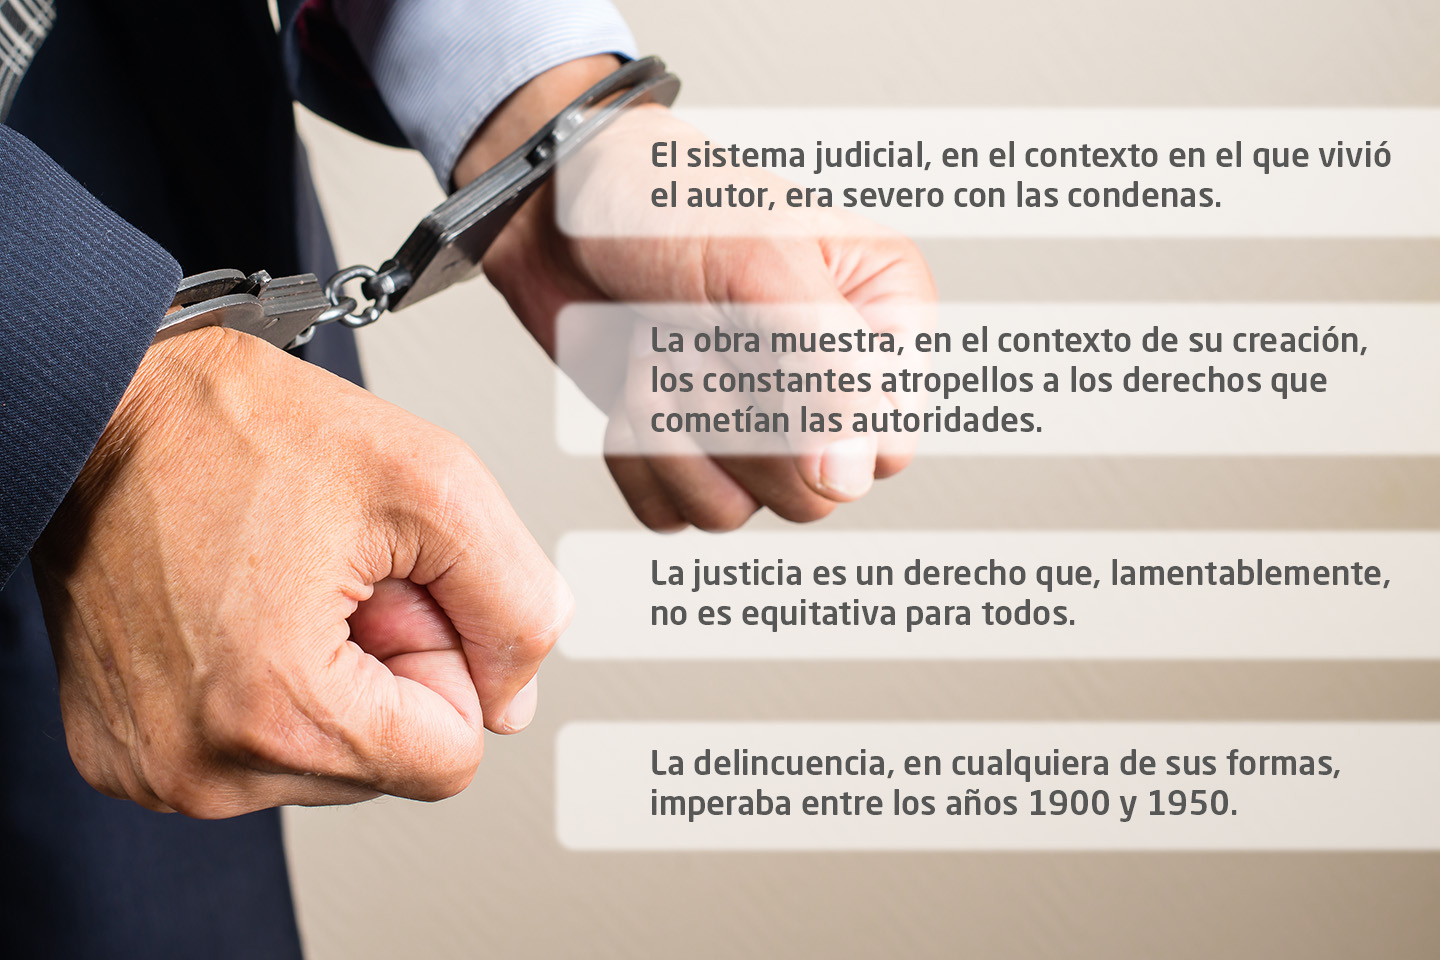 El sistema judicial, en el contexto en el que vivió
el autor, era severo con las condenas.
La obra muestra, en el contexto de su creación,
los constantes atropellos a los derechos que
cometían las autoridades.
La justicia es un derecho que, lamentablemente,
no es equitativa para todos.
La delincuencia, en cualquiera de sus formas,
imperaba entre los años 1900 y 1950.